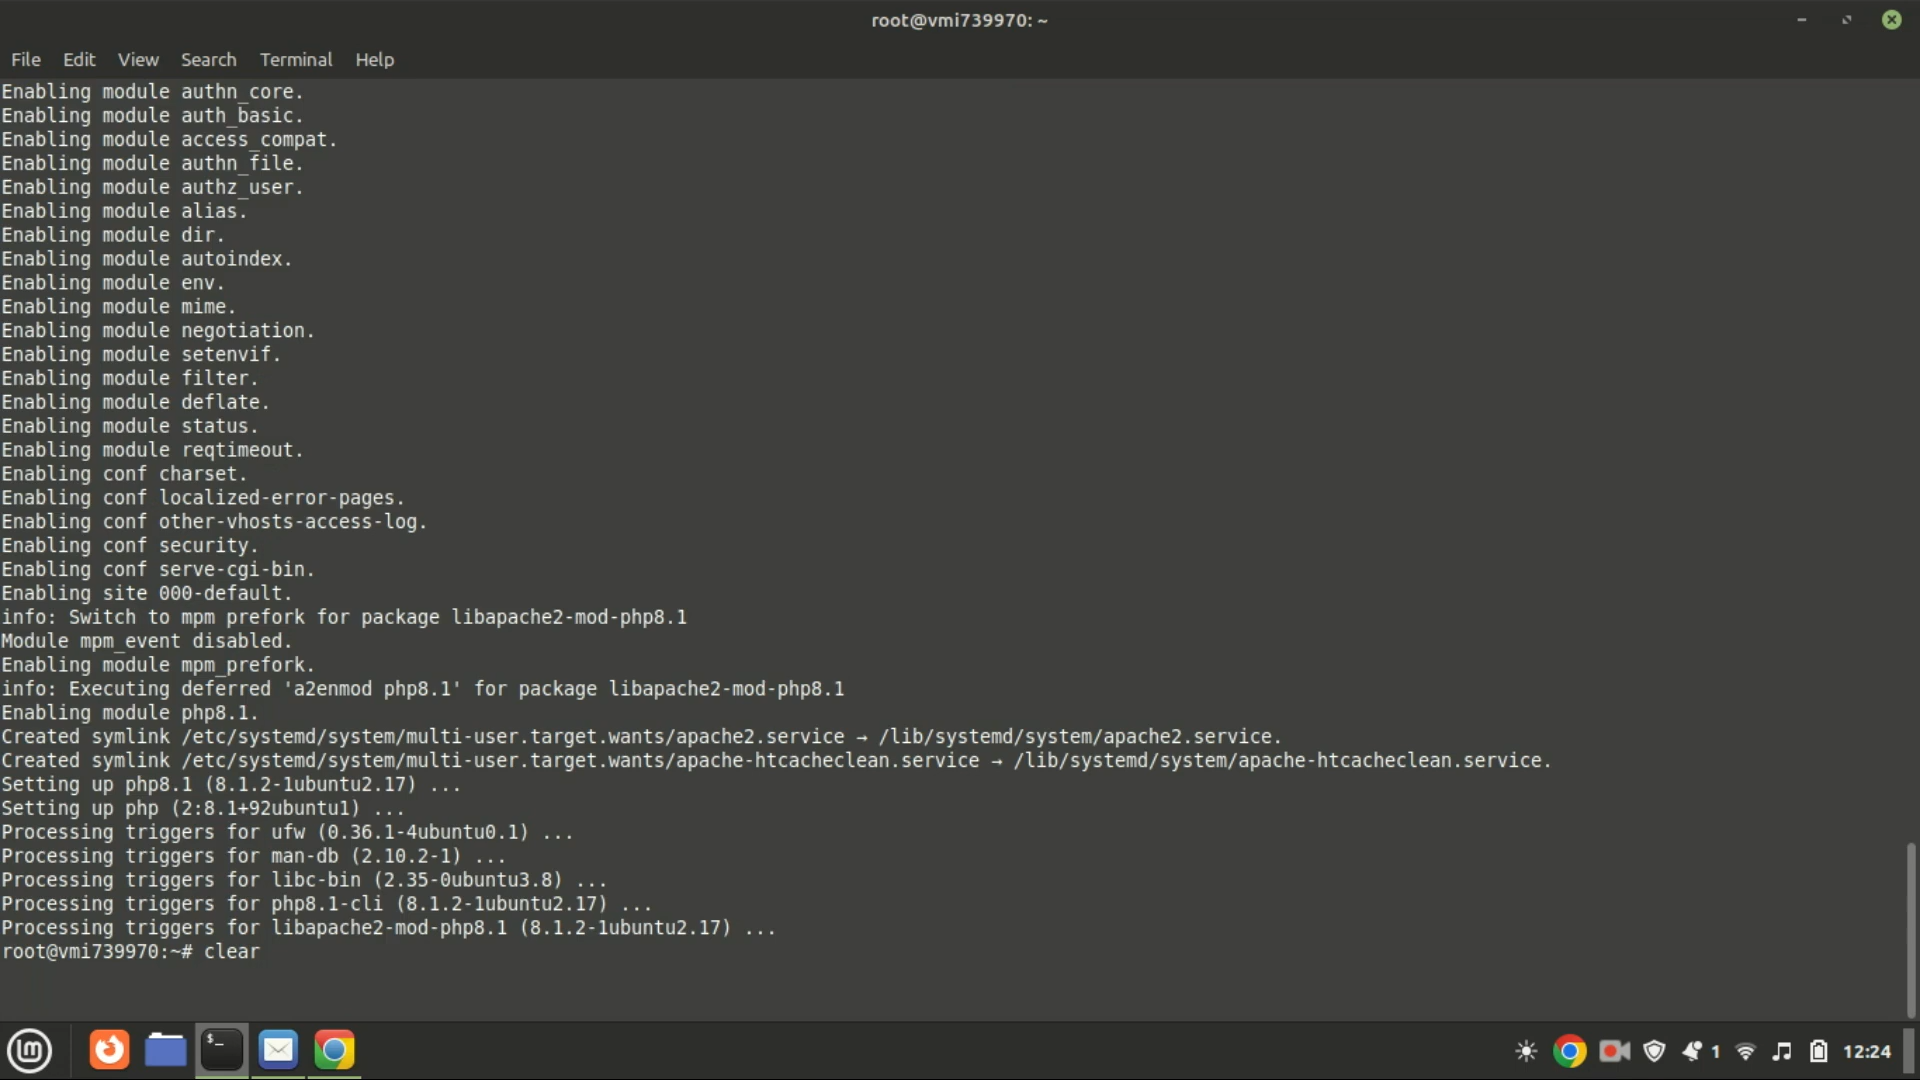 root@vmi739970: ~
File Edit View Search Terminal Help
Enabling module authn_core.
Enabling module auth_basic.
Enabling module access_compat.
Enabling module authn_file.
Enabling module authz_user.
Enabling module alias.
Enabling module dir.
Enabling module autoindex.
Enabling module env.
Enabling module mime.
Enabling module negotiation.
Enabling module setenvif.
Enabling module filter.
Enabling module deflate.
Enabling module status.
Enabling module reqtimeout.
Enabling conf charset.
Enabling conf localized-error-pages.
Enabling conf other-vhosts-access-log.
Enabling conf security.
Enabling conf serve-cgi-bin.
Enabling site 000-default.
info: Switch to mpm prefork for package libapache2-mod-php8.1
Module mpm_event disabled.
Enabling module mpm_prefork.
info: Executing deferred 'a2enmod php8.1' for package libapache2-mod-php8.1
Enabling module php8.1.
Created symlink /etc/systemd/system/multi-user.target.wants/apache2.service → /lib/systemd/system/apache2.service.
Created symlink /etc/systemd/system/multi-user.target.wants/apache-htcacheclean.service → /lib/systemd/system/apache-htcacheclean.service.
Setting up php8.1 (8.1.2-1ubuntu2.17) ...
Setting up php (2:8.1+92ubuntu1) ...
Processing triggers for ufw (0.36.1-4ubuntu0.1) ...
Processing triggers for man-db (2.10.2-1) ...
Processing triggers for libc-bin (2.35-0ubuntu3.8) ...
Processing triggers for php8.1-cli (8.1.2-1ubuntu2.17) ...
Processing triggers for libapache2-mod-php8.1 (8.1.2-1ubuntu2.17) ...
root@vmi739970:~# clear
$_
1 12:24